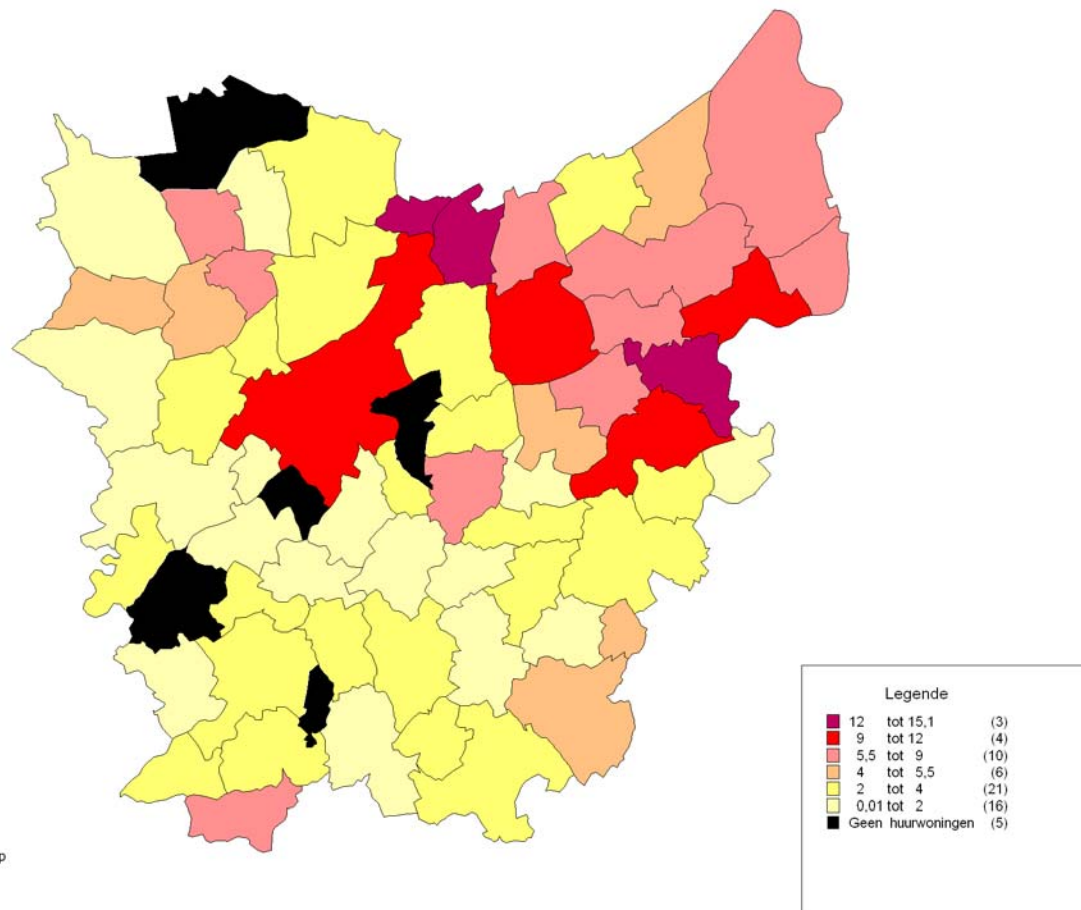 Legende
12 tot 15,1 (3)
9 tot 12 (4)
5,5 tot 9 (10)
4 tot 5,5 (6)
2 tot 4 (21)
0,01 tot 2 (16)
Geen huurwoningen (5)
p